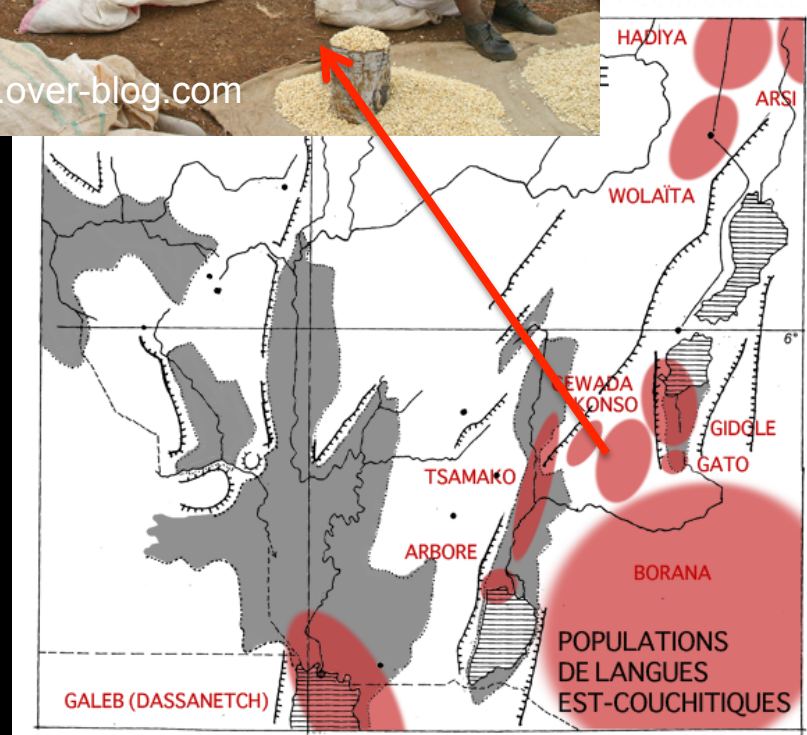 .over-blog.com
HADIYA
E
ARSI
WOLAÏTA
6°
KONSO
GIDOLE
GATO
TSAMAKO
ARBORE
BORANA
POPULATIONS
DE LANGUES
EST-COUCHITIQUES
GALEB (DASSANETCH)